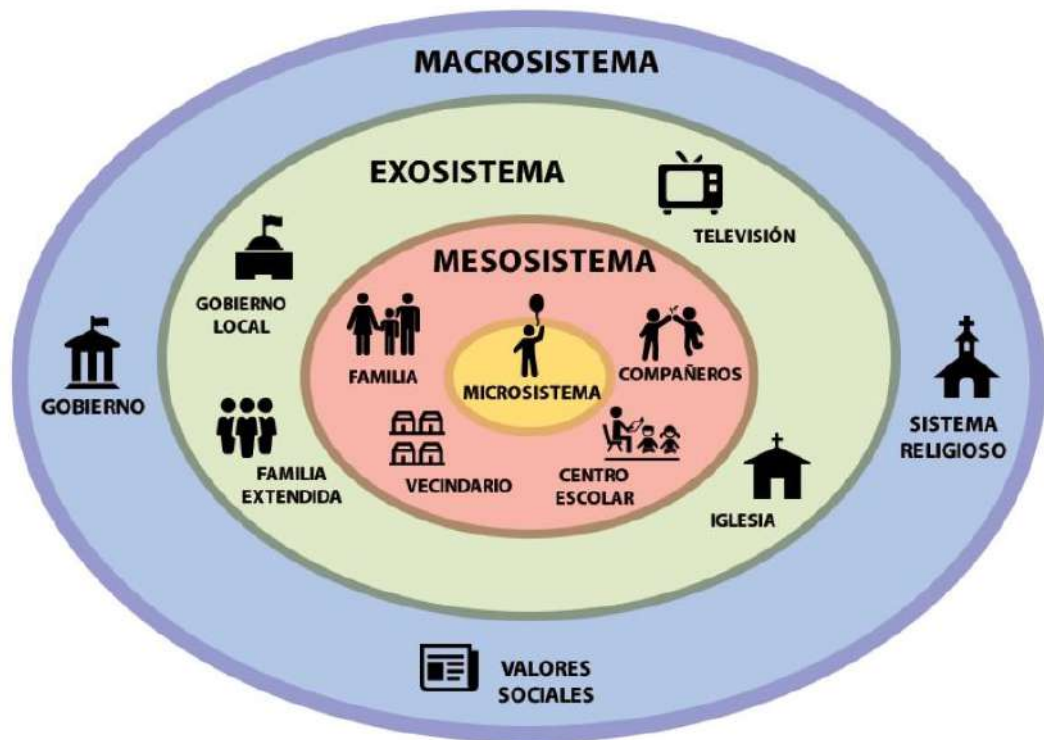 MACROSISTEMA
EXOSISTEMA
TELEVISIÓN
MESOSISTEMA
GOBIERNO
LOCAL
FAMILIA
COMPAÑEROS
MICROSISTEMA
GOBIERNO
SISTEMA
RELIGIOSO
FAMILIA
EXTENDIDA
VECINDARIO
CENTRO
ESCOLAR
IGLESIA
VALORES
SOCIALES